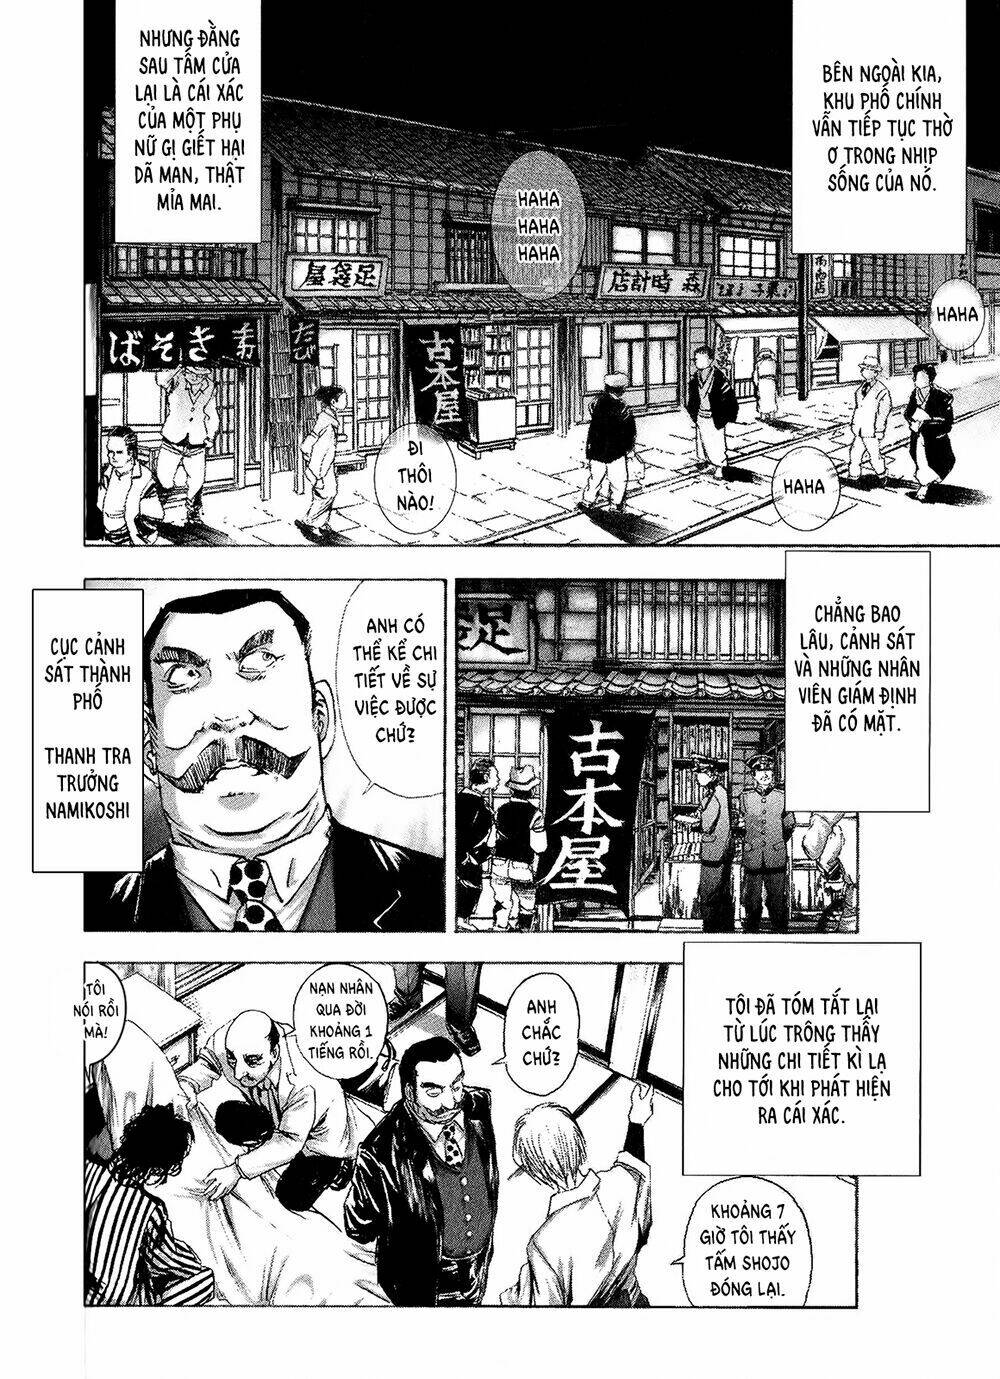 BÊN NGOÀI KIA,
KHU PHỐ CHÍNH
VẪN TIẾP TỤC THỜ
Ơ TRONG NHỊP
SỐNG CỦA NÓ.
NHƯNG ĐẰNG
SAU TẤM CỬA
LẠI LÀ CÁI XÁC
CỦA MỘT PHỤ
NỮ GỊ GIẾT HẠI
DÃ MAN, THẬT
MỈA MAI.
HAHA
HAHA
HAHA
HAHA
HAHA
ĐI
THÔI
NÀO!
屋袋足
店計時森
ばそき
たび
古本屋
CHẲNG BAO
LÂU, CẢNH SÁT
VÀ NHỮNG NHÂN
VIÊN GIÁM ĐỊNH
ĐÃ CÓ MẶT.
足
古本屋
ANH CÓ
THỂ KỂ CHI
TIẾT VỀ SỰ
VIỆC ĐƯỢC
CHỨ?
CỤC CẢNH
SÁT THÀNH
PHỐ
THANH TRA
TRƯỞNG
NAMIKOSHI
TÔI ĐÃ TÓM TẮT LẠI
TỪ LÚC TRÔNG THẤY
NHỮNG CHI TIẾT KÌ LẠ
CHO TỚI KHI PHÁT HIỆN
RA CÁI XÁC.
ANH
CHẮC
CHỨ?
NẠN NHÂN
QUA ĐỜI
KHOẢNG 1
TIẾNG RỒI.
TÔI
NÓI RỒI
MÀ!
KHOẢNG 7
GIỜ TÔI THẤY
TẤM SHOJO
ĐÓNG LẠI.